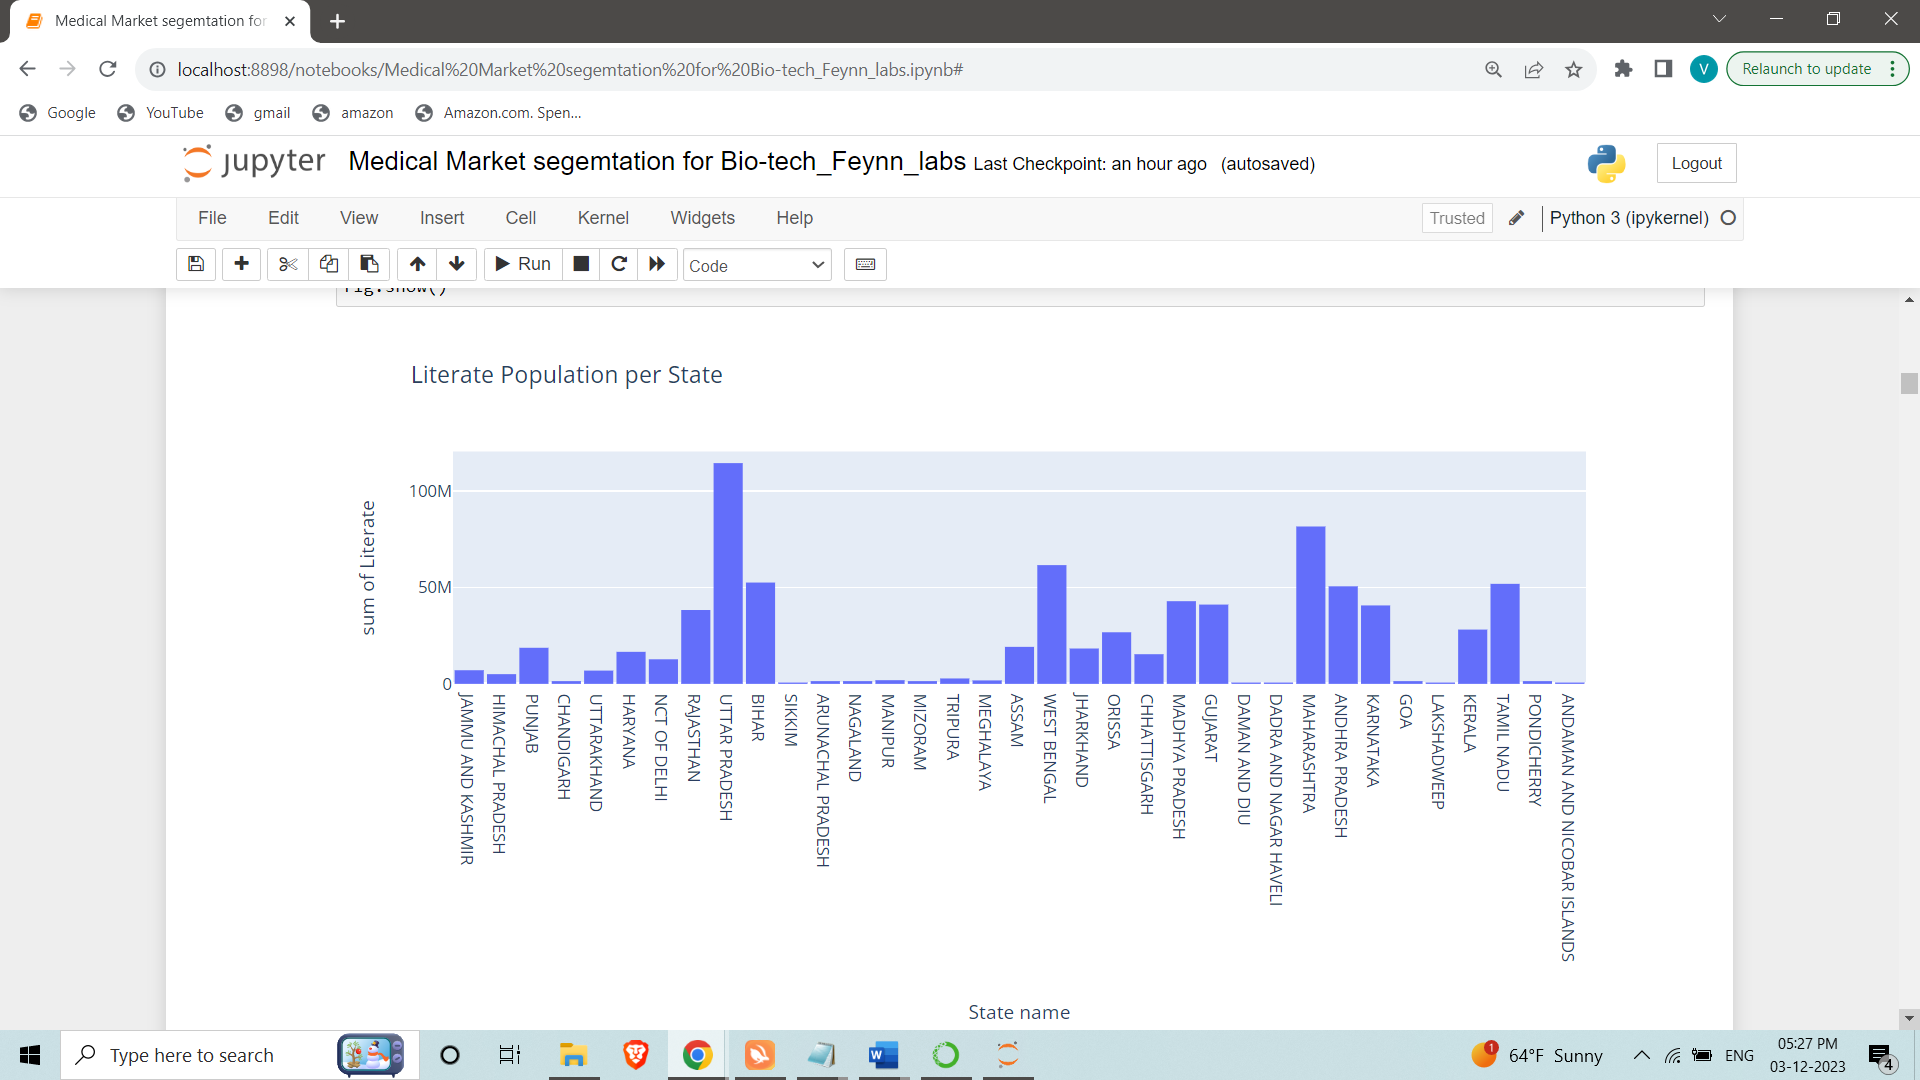 Medical Market segemtation for
localhost:8898/notebooks/Medical%20Market%20segemtation%20for%20Bio-tech_Feynn_labs.ipynb#
V
Relaunch to update
Google YouTube gmail amazon Amazon.com. Spen...
jupyter Medical Market segemtation for Bio-tech_Feynn_labs Last Checkpoint: an hour ago (autosaved)
Logout
File Edit View Insert Cell Kernel Widgets Help
Trusted Python 3 (ipykernel)
Run Code
fig.show()
Literate Population per State
sum of Literate
100M
50M
0
JAMMU AND KASHMIR
HIMACHAL PRADESH
PUNJAB
CHANDIGARH
UTTARAKHAND
HARYANA
NCT OF DELHI
RAJASTHAN
UTTAR PRADESH
BIHAR
SIKKIM
ARUNACHAL PRADESH
NAGALAND
MANIPUR
MIZORAM
TRIPURA
MEGHALAYA
ASSAM
WEST BENGAL
JHARKHAND
ORISSA
CHHATTISGARH
MADHYA PRADESH
GUJARAT
DAMAN AND DIU
DADRA AND NAGAR HAVELI
MAHARASHTRA
ANDHRA PRADESH
KARNATAKA
GOA
LAKSHADWEEP
KERALA
TAMIL NADU
PONDICHERRY
ANDAMAN AND NICOBAR ISLANDS
State name
Type here to search
1
64°F Sunny
ENG
05:27 PM
03-12-2023
4